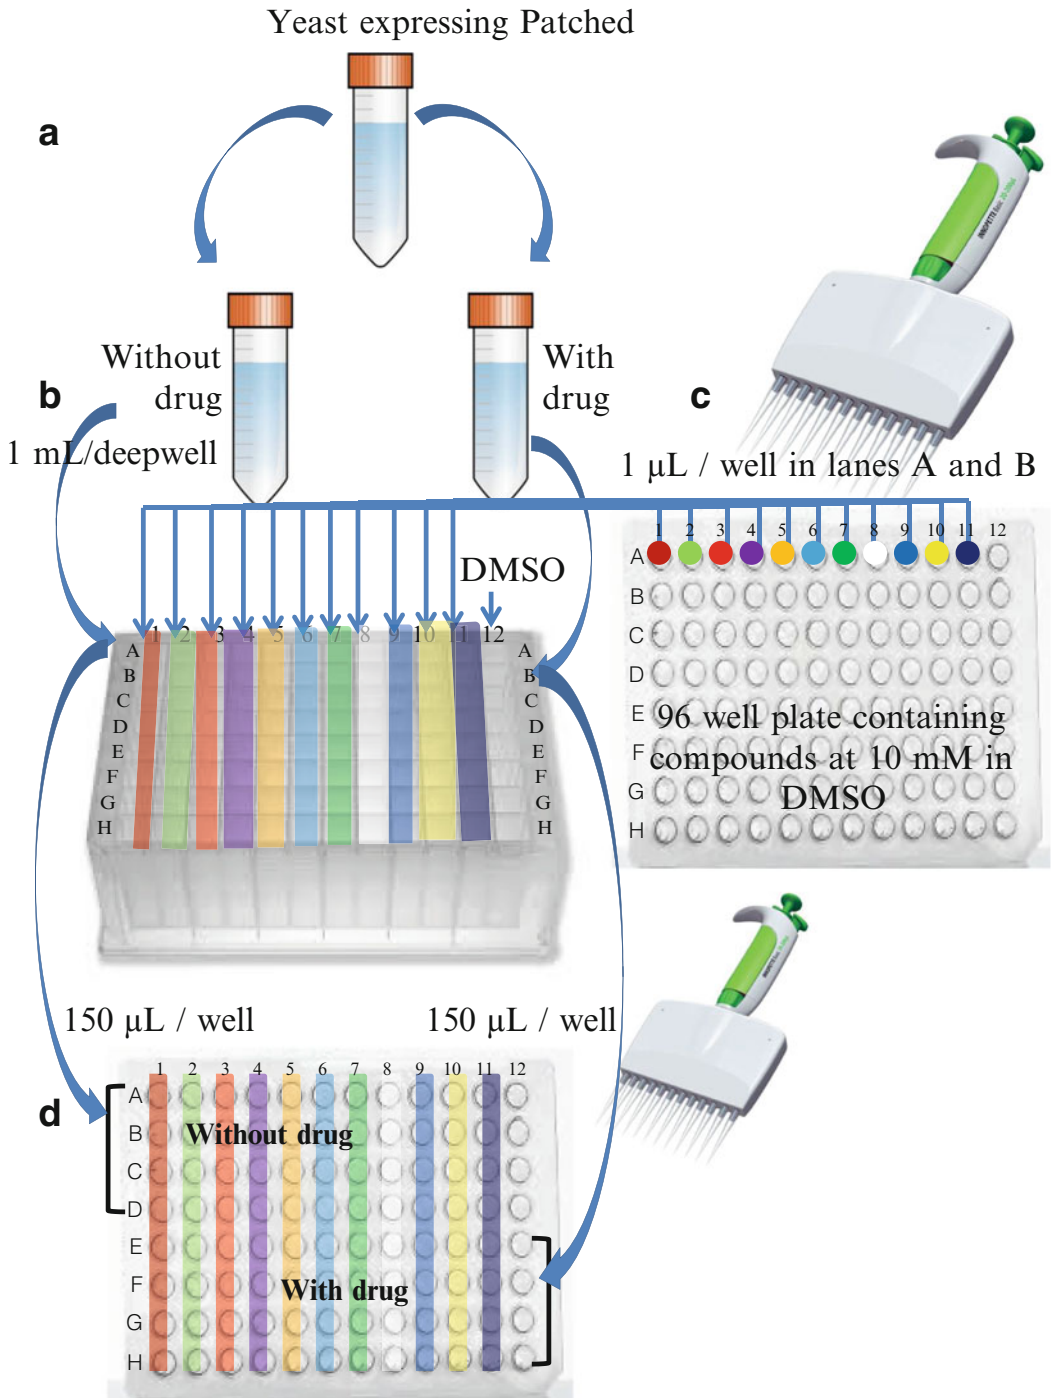 Yeast expressing Patched
a
Without
drug
With
drug
b
c
1 mL/deepwell
1 µL / well in lanes A and B
DMSO
1 2 3 4 5 6 7 8 9 10 11 12
A
B
C
D
E
F
G
H
A
B
C
D
E
F
G
H
1 2 3 4 5 6 7 8 9 10 11 12
A
B
C
D
E
F
G
H
96 well plate containing
compounds at 10 mM in
DMSO
150 µL / well
150 µL / well
d
1 2 3 4 5 6 7 8 9 10 11 12
A
B
C
D
E
F
G
H
Without drug
With drug